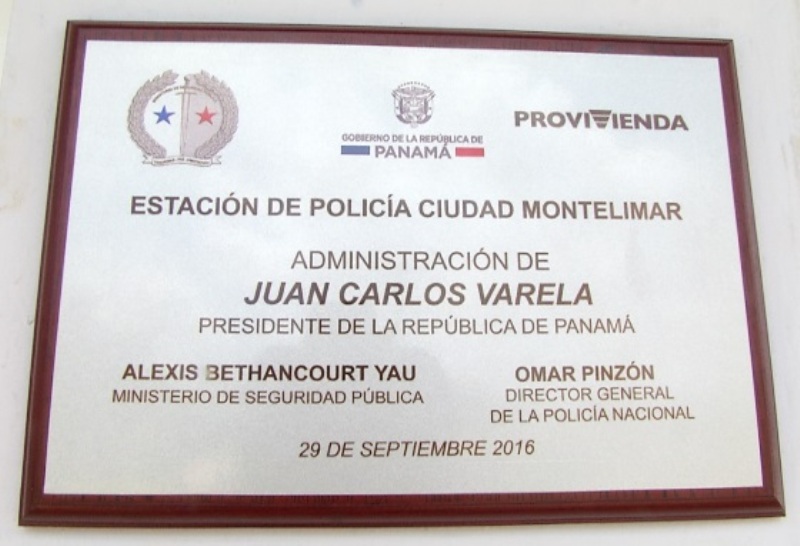 GOBIERNO DE LA REPÚBLICA DE
PANAMÁ
PROVIVIENDA
ESTACIÓN DE POLICÍA CIUDAD MONTELIMAR
ADMINISTRACIÓN DE
JUAN CARLOS VARELA
PRESIDENTE DE LA REPÚBLICA DE PANAMÁ
ALEXIS BETHANCOURT YAU
MINISTERIO DE SEGURIDAD PÚBLICA
OMAR PINZÓN
DIRECTOR GENERAL
DE LA POLICÍA NACIONAL
29 DE SEPTIEMBRE 2016